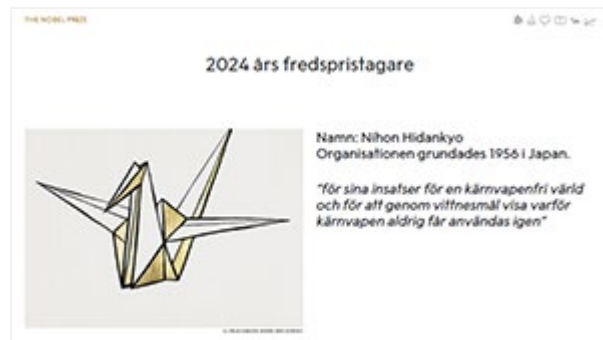 THE NOBEL PRIZE
2024 års fredspristagare
Namn: Nihon Hidankyo
Organisationen grundades 1956 i Japan.
"för sina insatser för en kärnvapenfri värld
och för att genom vittnesmål visa varför
kärnvapen aldrig får användas igen"